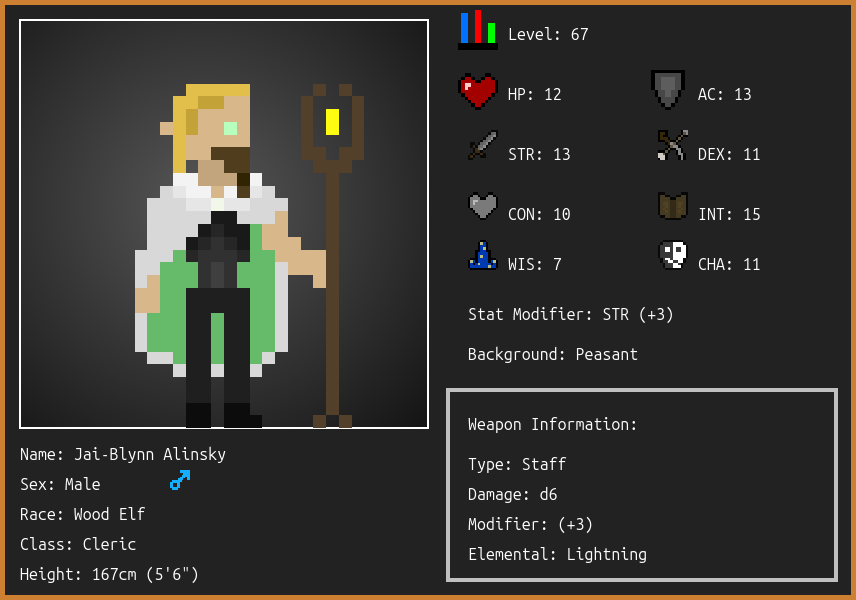 Level: 67
HP: 12
AC: 13
STR: 13
DEX: 11
CON: 10
INT: 15
WIS: 7
CHA: 11
Stat Modifier: STR (+3)
Background: Peasant
Weapon Information:
Type: Staff
Damage: d6
Modifier: (+3)
Elemental: Lightning
Name: Jai-Blynn Alinsky
Sex: Male
Race: Wood Elf
Class: Cleric
Height: 167cm (5'6")